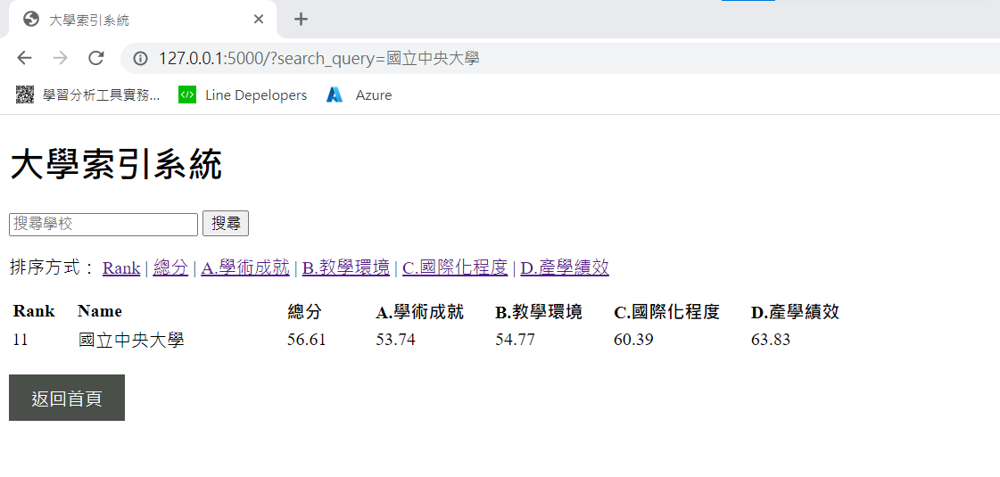 大學索引系統
127.0.0.1:5000/?search_query=國立中央大學
學習分析工具實務... Line Depelopers Azure
大學索引系統
搜尋學校 搜尋
排序方式： Rank | 總分 | A.學術成就 | B.教學環境 | C.國際化程度 | D.產學績效
Rank Name 總分 A.學術成就 B.教學環境 C.國際化程度 D.產學績效
11 國立中央大學 56.61 53.74 54.77 60.39 63.83
返回首頁